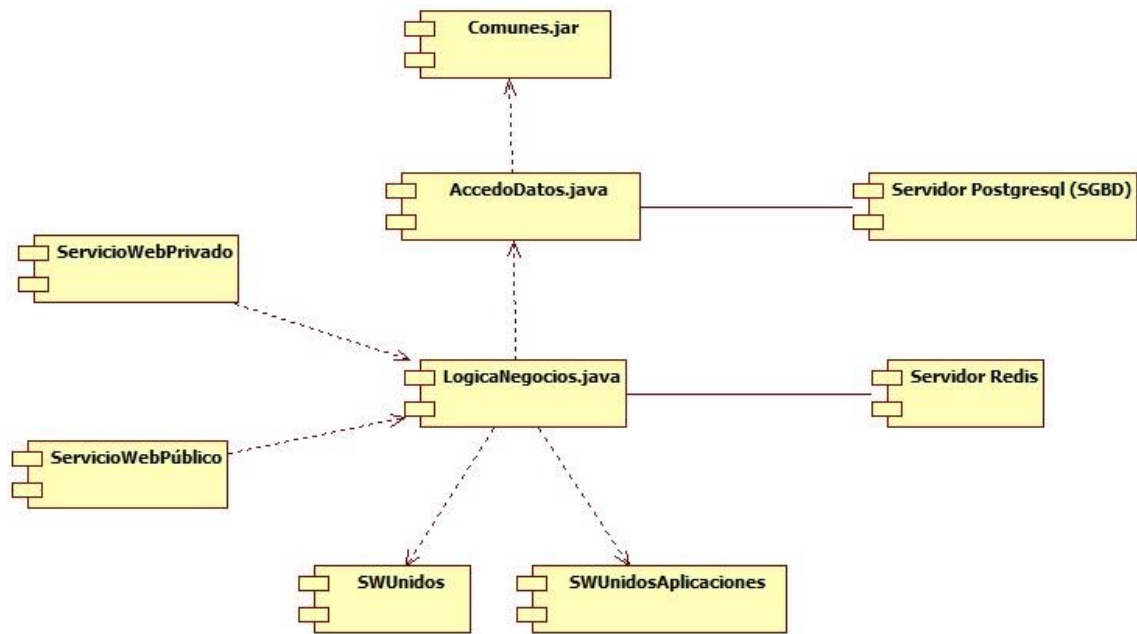 Comunes.jar
AccedoDatos.java
Servidor Postgresql (SGBD)
ServicioWebPrivado
LogicaNegocios.java
Servidor Redis
ServicioWebPúblico
SWUnidos
SWUnidosAplicaciones